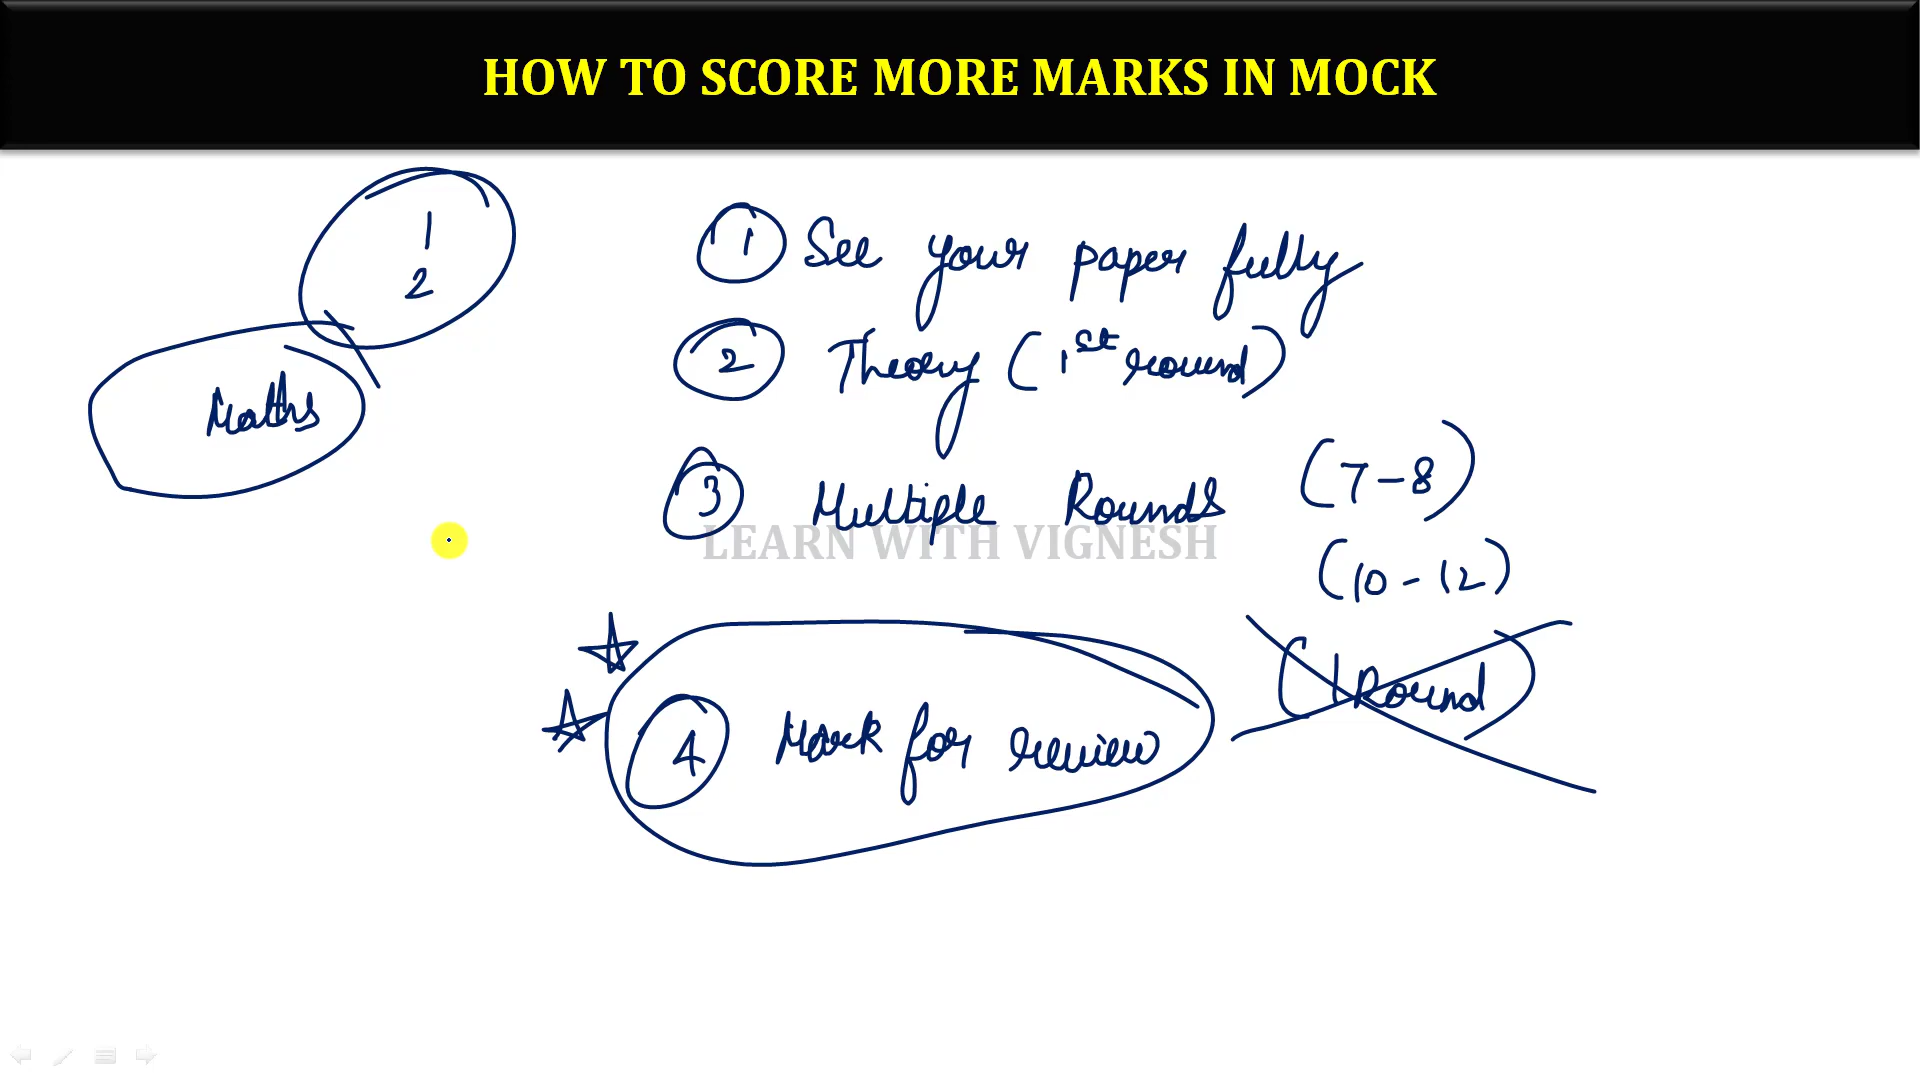 HOW TO SCORE MORE MARKS IN MOCK
1
2
Maths
1 See your paper fully
2 Theory (1st round)
3 Multiple Rounds (7-8)
LEARN WITH VIGNESH
(10-12)
(1 Round)
4 Mark for review